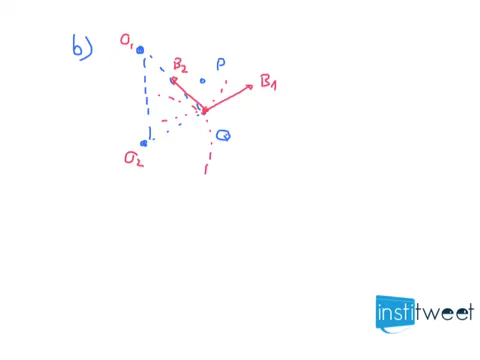 b)
O₁
B₂
P
B₁
Q
O₂
institweet